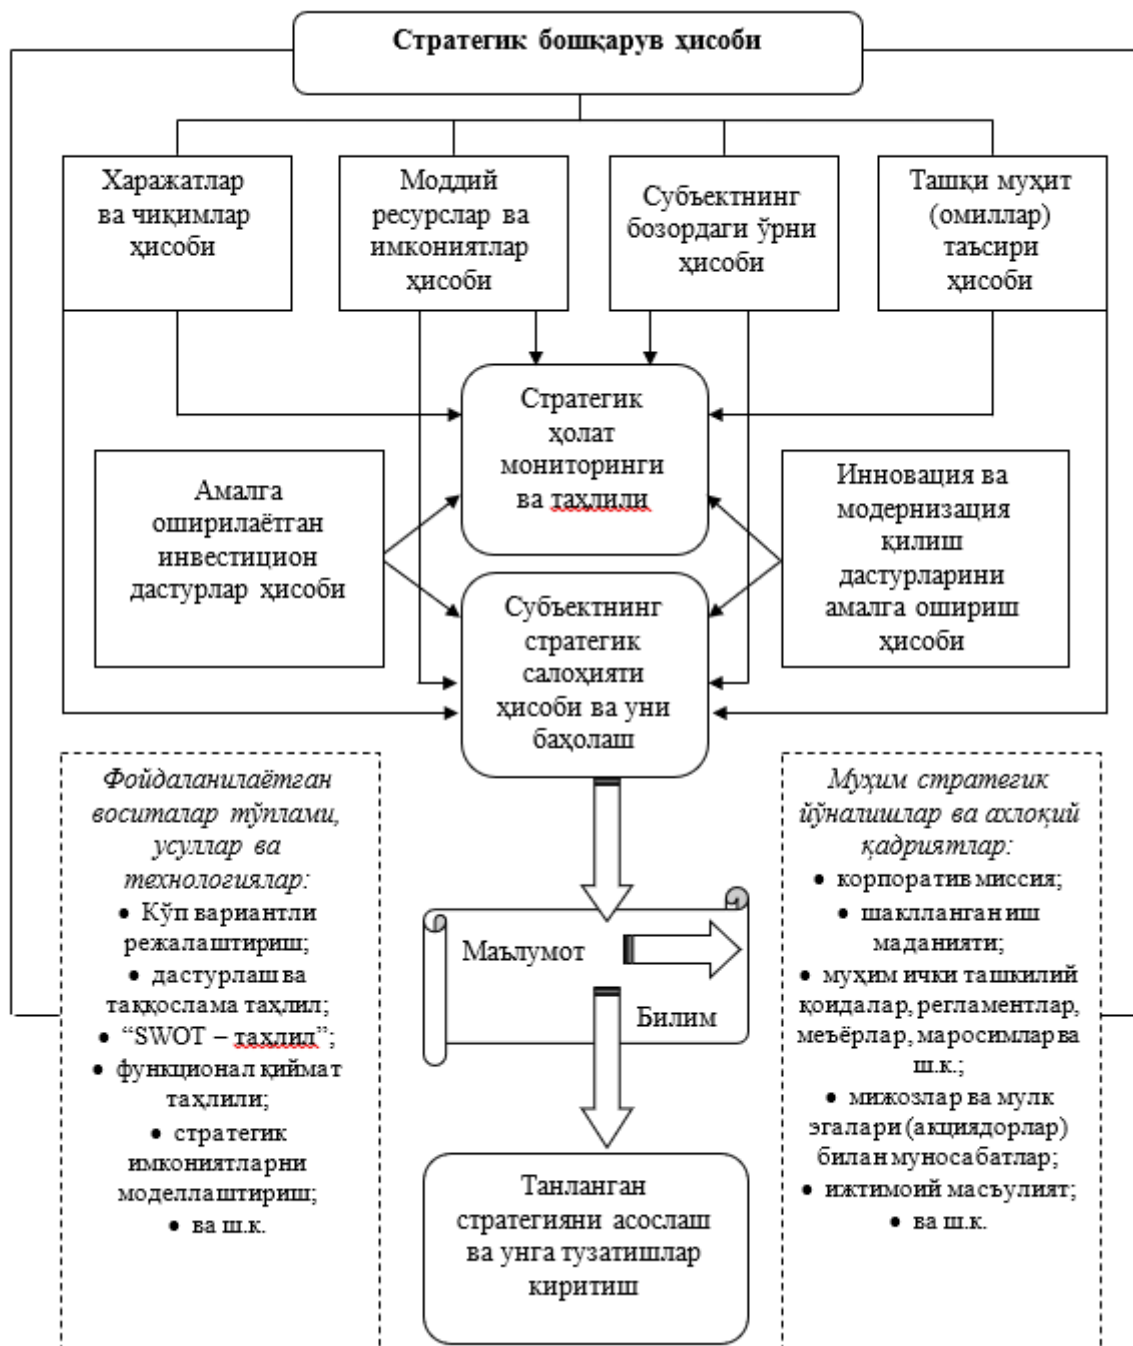 Стратегик бошқарув ҳисоби
Харажатлар
ва чиқимлар
ҳисоби
Моддий
ресурслар ва
имкониятлар
ҳисоби
Субъектнинг
бозордаги ўрни
ҳисоби
Ташқи муҳит
(омиллар)
таъсири
ҳисоби
Стратегик
ҳолат
мониторинги
ва таҳлили
Амалга
оширилаётган
инвестицион
дастурлар ҳисоби
Инновация ва
модернизация
қилиш
дастурларини
амалга ошириш
ҳисоби
Субъектнинг
стратегик
салоҳияти
ҳисоби ва уни
баҳолаш
Фойдаланилаётган
воситалар тўплами,
усуллар ва
технологиялар:
• Кўп вариантли
режалаштириш;
• дастурлаш ва
таққослама таҳлил;
• “SWOT – таҳлил”;
• функционал қиймат
таҳлили;
• стратегик
имкониятларни
моделлаштириш;
• ва ш.к.
Муҳим стратегик
йўналишлар ва ахлоқий
қадриятлар:
• корпоратив миссия;
• шаклланган иш
маданияти;
• муҳим ички ташкилий
қоидалар, регламентлар,
меъёрлар, маросимлар ва
ш.к.;
• мижозлар ва мулк
эгалари (акциядорлар)
билан муносабатлар;
• ижтимоий масъулият;
• ва ш.к.
Маълумот
Билим
Танланган
стратегияни асослаш
ва унга тузатишлар
киритиш